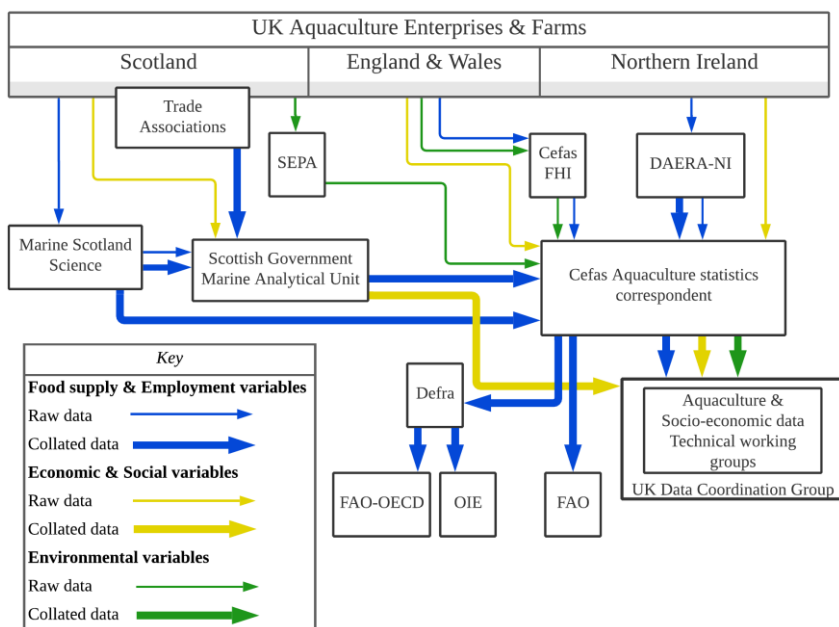 UK Aquaculture Enterprises & Farms
Scotland
England & Wales
Northern Ireland
Trade
Associations
SEPA
Cefas
FHI
DAERA-NI
Marine Scotland
Science
Scottish Government
Marine Analytical Unit
Cefas Aquaculture statistics
correspondent
Key
Food supply & Employment variables
Raw data
Collated data
Economic & Social variables
Raw data
Collated data
Environmental variables
Raw data
Collated data
Defra
FAO-OECD
OIE
FAO
Aquaculture &
Socio-economic data
Technical working
groups
UK Data Coordination Group